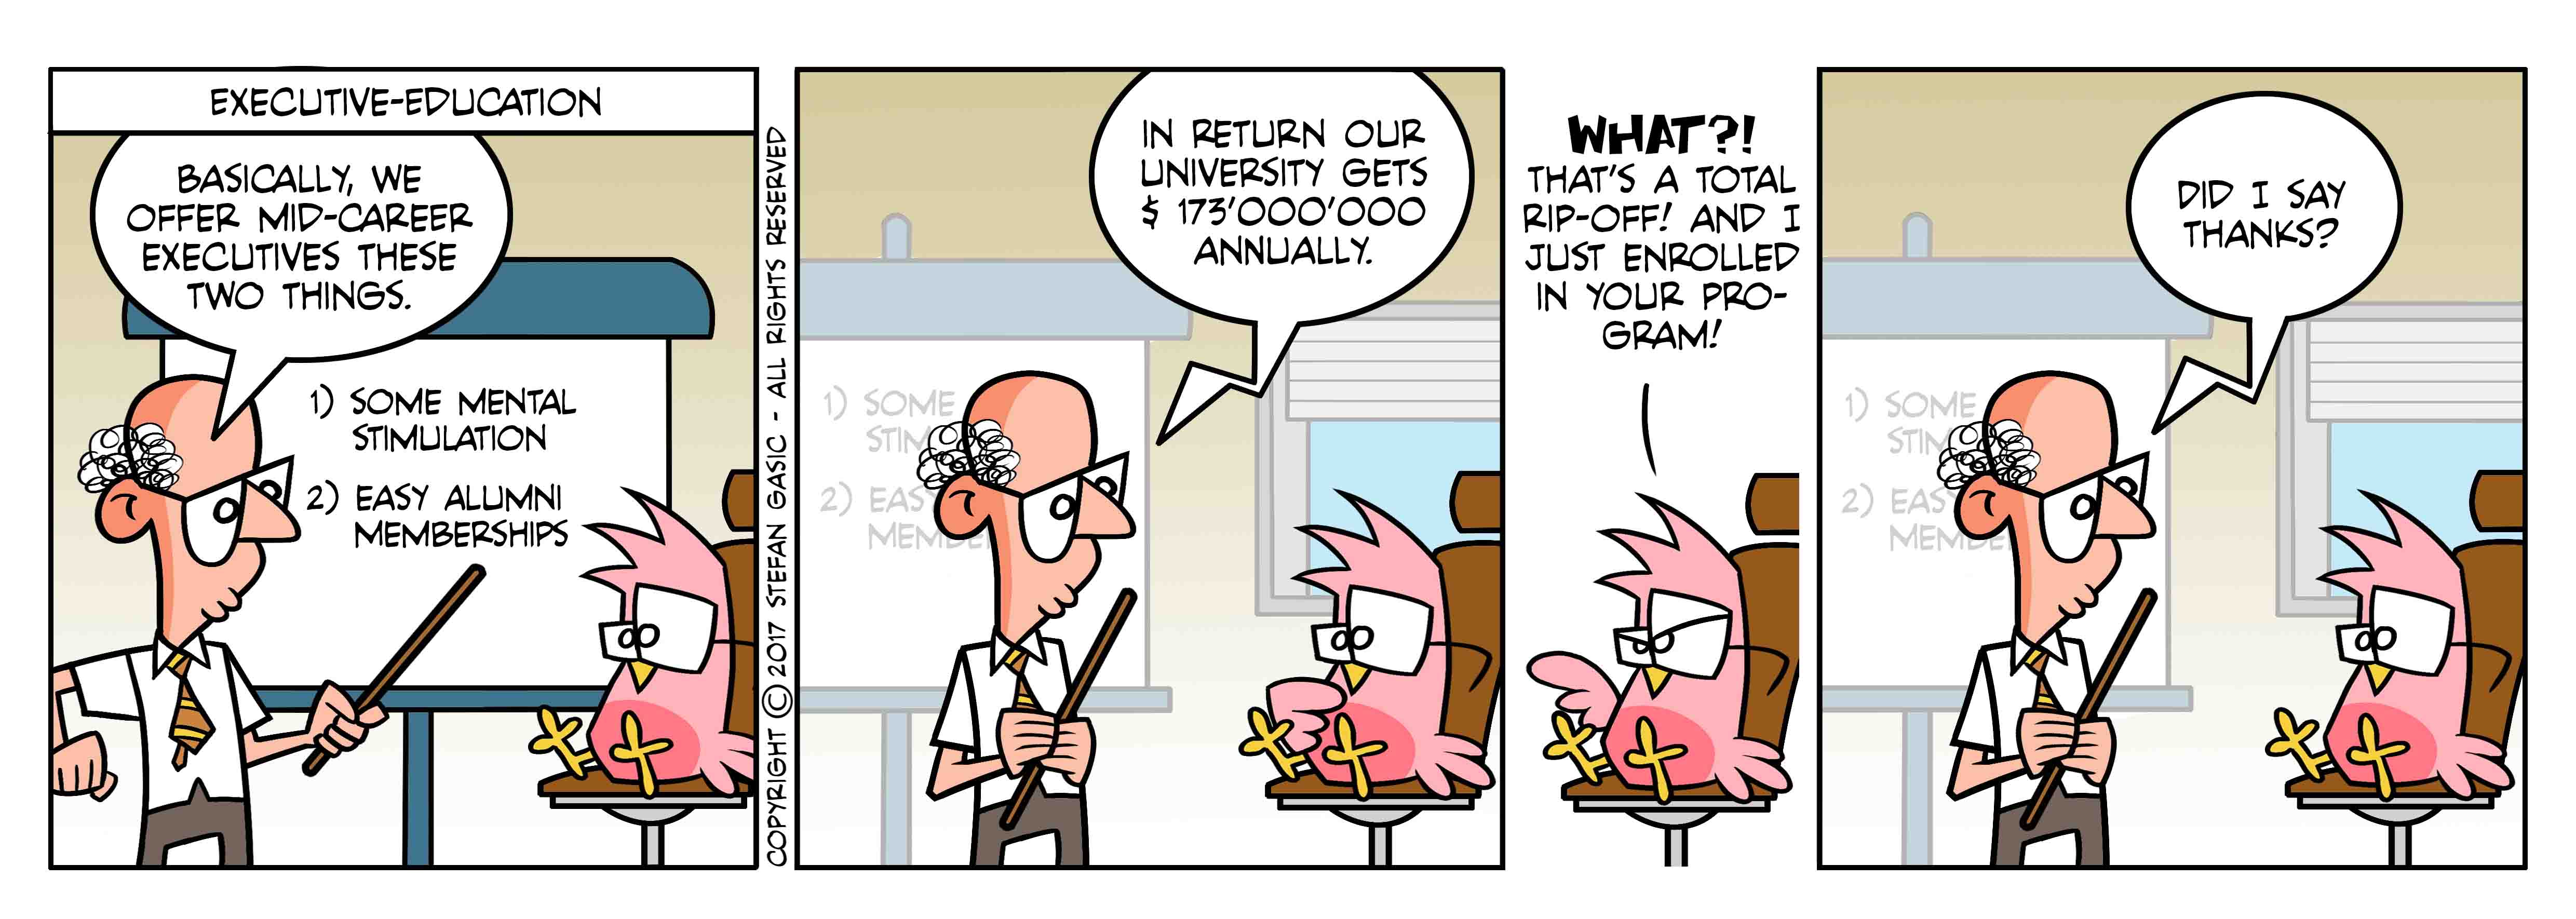 EXECUTIVE-EDUCATION
BASICALLY, WE
OFFER MID-CAREER
EXECUTIVES THESE
TWO THINGS.
1) SOME MENTAL
STIMULATION
2) EASY ALUMNI
MEMBERSHIPS
COPYRIGHT © 2017 STEFAN GASIC - ALL RIGHTS RESERVED
IN RETURN OUR
UNIVERSITY GETS
$ 173'000'000
ANNUALLY.
1) SOME
STIM
2) EASY
MEMBE
WHAT?!
THAT'S A TOTAL
RIP-OFF! AND I
JUST ENROLLED
IN YOUR PRO-
GRAM!
DID I SAY
THANKS?
1) SOME
STIM
2) EASY
MEMBE